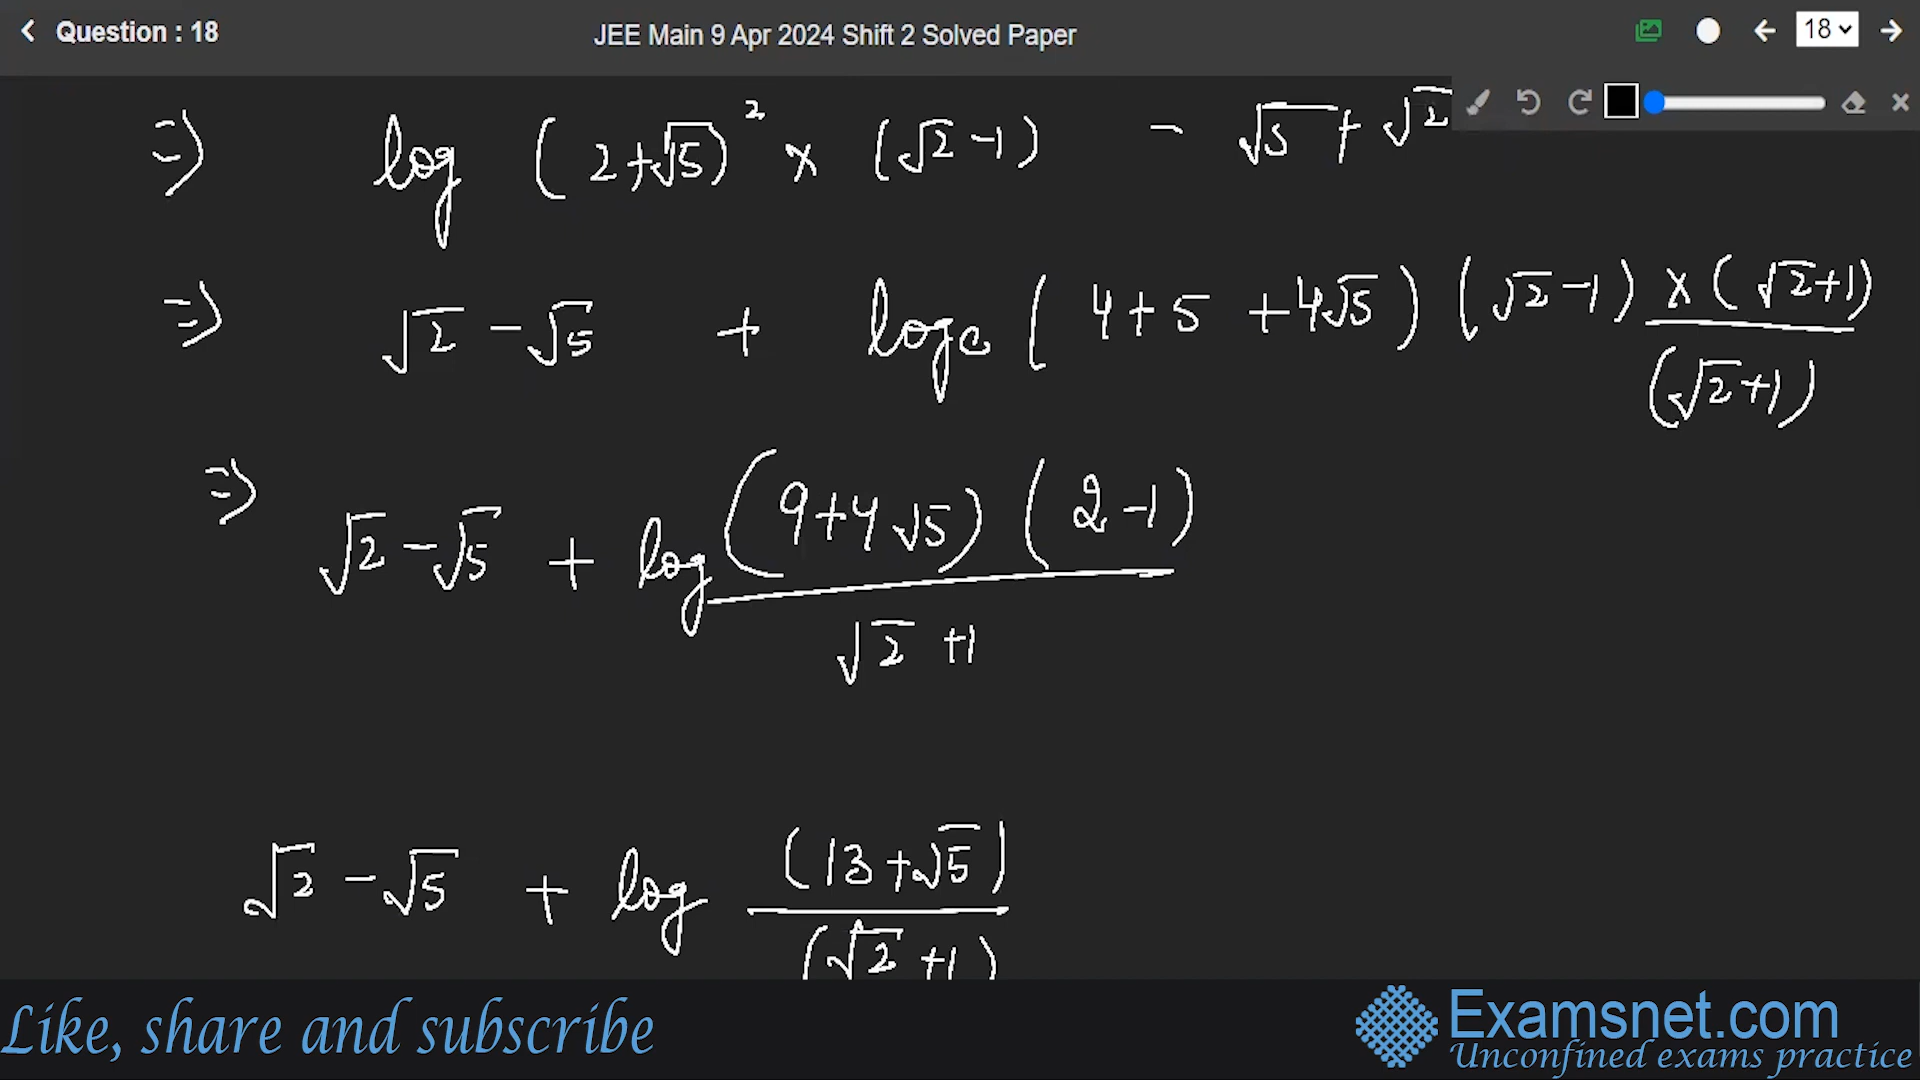 Question : 18
JEE Main 9 Apr 2024 Shift 2 Solved Paper
18
=> log (2+√5)² × (√2-1) - √5 + √2
=> √2 - √5 + loge (4+5+4√5) (√2-1) × (√2+1)
(√2+1)
=> √2-√5 + log (9+4√5) (2-1)
√2 +1
√2 - √5 + log (13+√5)
(√2+1)
Like, share and subscribe
Examsnet.com
Unconfined exams practice